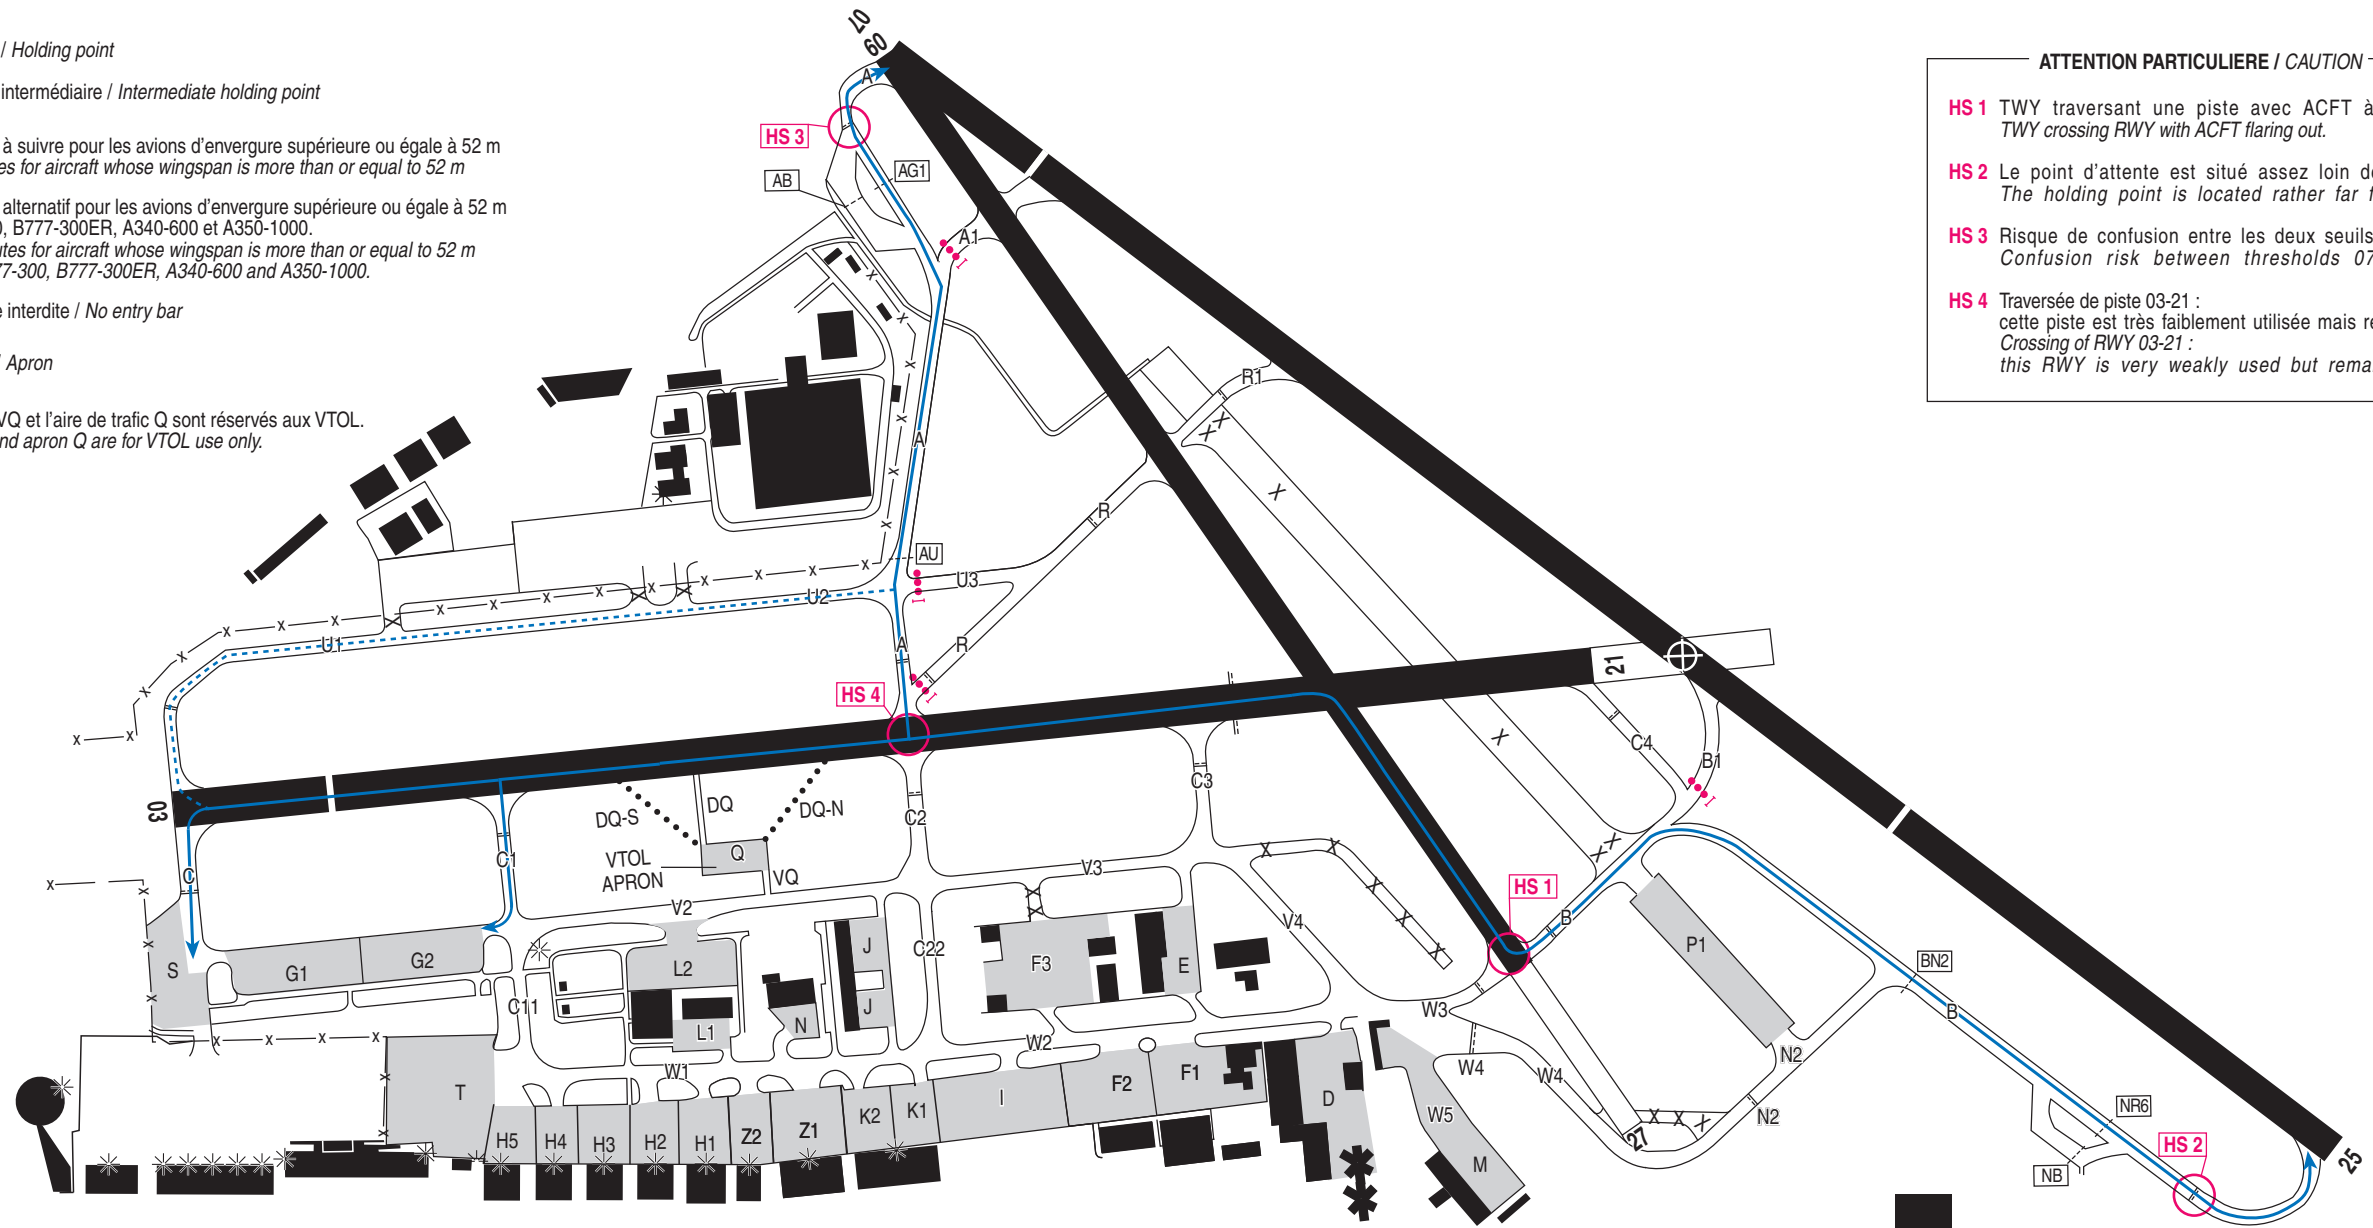 / Holding point
intermédiaire / Intermediate holding point
à suivre pour les avions d'envergure supérieure ou égale à 52 m
es for aircraft whose wingspan is more than or equal to 52 m
alternatif pour les avions d'envergure supérieure ou égale à 52 m
), B777-300ER, A340-600 et A350-1000.
utes for aircraft whose wingspan is more than or equal to 52 m
77-300, B777-300ER, A340-600 and A350-1000.
e interdite / No entry bar
/ Apron
VQ et l'aire de trafic Q sont réservés aux VTOL.
nd apron Q are for VTOL use only.
ATTENTION PARTICULIERE / CAUTION
HS 1 TWY traversant une piste avec ACFT à
TWY crossing RWY with ACFT flaring out.
HS 2 Le point d'attente est situé assez loin de
The holding point is located rather far f
HS 3 Risque de confusion entre les deux seuils
Confusion risk between thresholds 07
HS 4 Traversée de piste 03-21 :
cette piste est très faiblement utilisée mais re
Crossing of RWY 03-21 :
this RWY is very weakly used but rema
07
09
A
HS 3
AB
AG1
A1
I
R1
A
R
AU
U3
I
U2
U1
A
R
I
HS 4
21
03
C4
B1
I
C3
DQ
DQ-S
DQ-N
C2
C
C1
VTOL
APRON
Q
VQ
V3
V2
HS 1
V4
B
P1
S
G1
G2
L2
J
C22
F3
E
BN2
C11
L1
N
J
W3
B
W2
W1
W4
W4
N2
T
F2
F1
I
D
W5
N2
NR6
H5
H4
H3
H2
H1
Z2
Z1
K2
K1
27
M
HS 2
NB
25